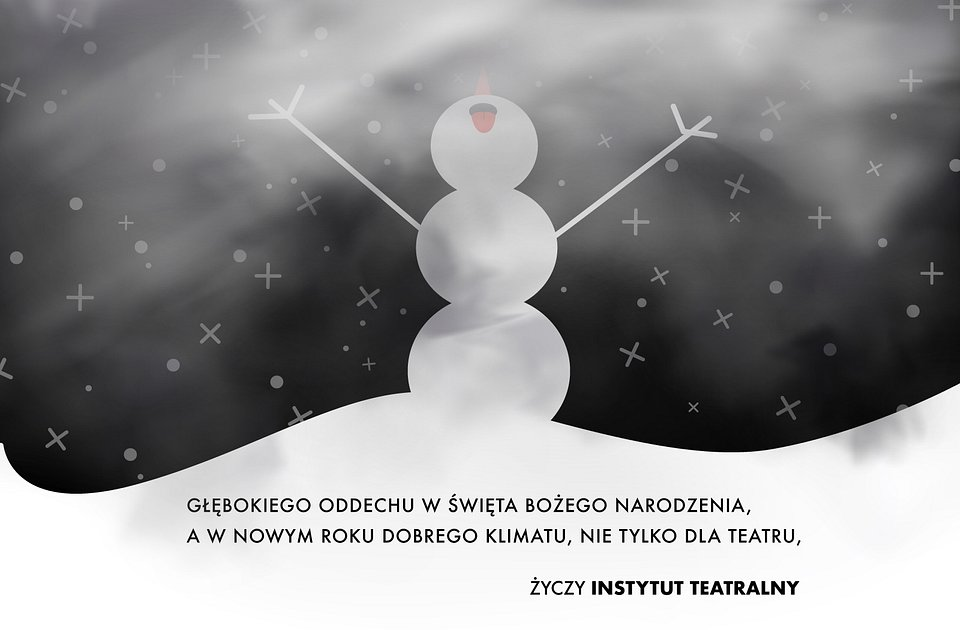 GŁĘBOKIEGO ODDECHU W ŚWIĘTA BOŻEGO NARODZENIA,
A W NOWYM ROKU DOBREGO KLIMATU, NIE TYLKO DLA TEATRU,
ŻYCZY INSTYTUT TEATRALNY